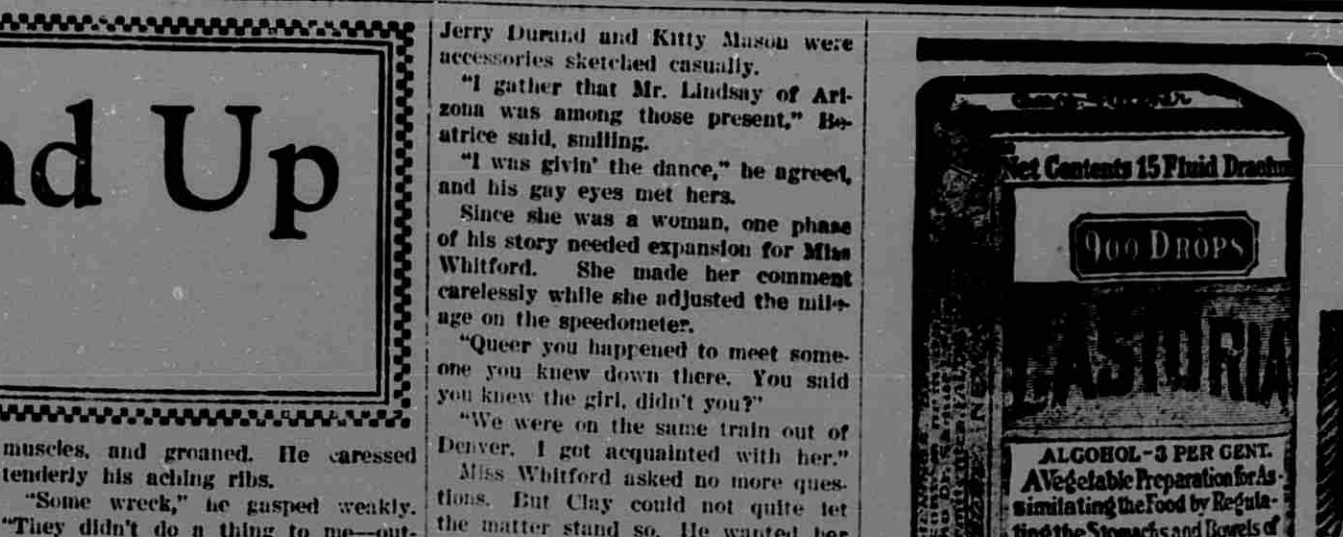 nd Up
muscles, and groaned. He caressed
tenderly his aching ribs.
"Some wreck," he gasped weakly.
"They didn't do a thing to me—out-
Jerry Durand and Kitty Mason were
accessories sketched casually.
"I gather that Mr. Lindsay of Ari-
zona was among those present," Be-
atrice said, smiling.
"I was givin' the dance," he agreed,
and his gay eyes met hers.
Since she was a woman, one phase
of his story needed expansion for Miss
Whitford. She made her comment
carelessly while she adjusted the mile-
age on the speedometer.
"Queer you happened to meet some-
one you knew down there. You said
you knew the girl, didn't you?"
"We were on the same train out of
Denver. I got acquainted with her."
Miss Whitford asked no more ques-
tions. But Clay could not quite let
the matter stand so. He wanted her
Net Contents 15 Fluid Drachms
900 DROPS
CASTORIA
ALCOHOL-3 PER CENT.
A Vegetable Preparation for As-
similating the Food by Regula-
ting the Stomachs and Bowels of